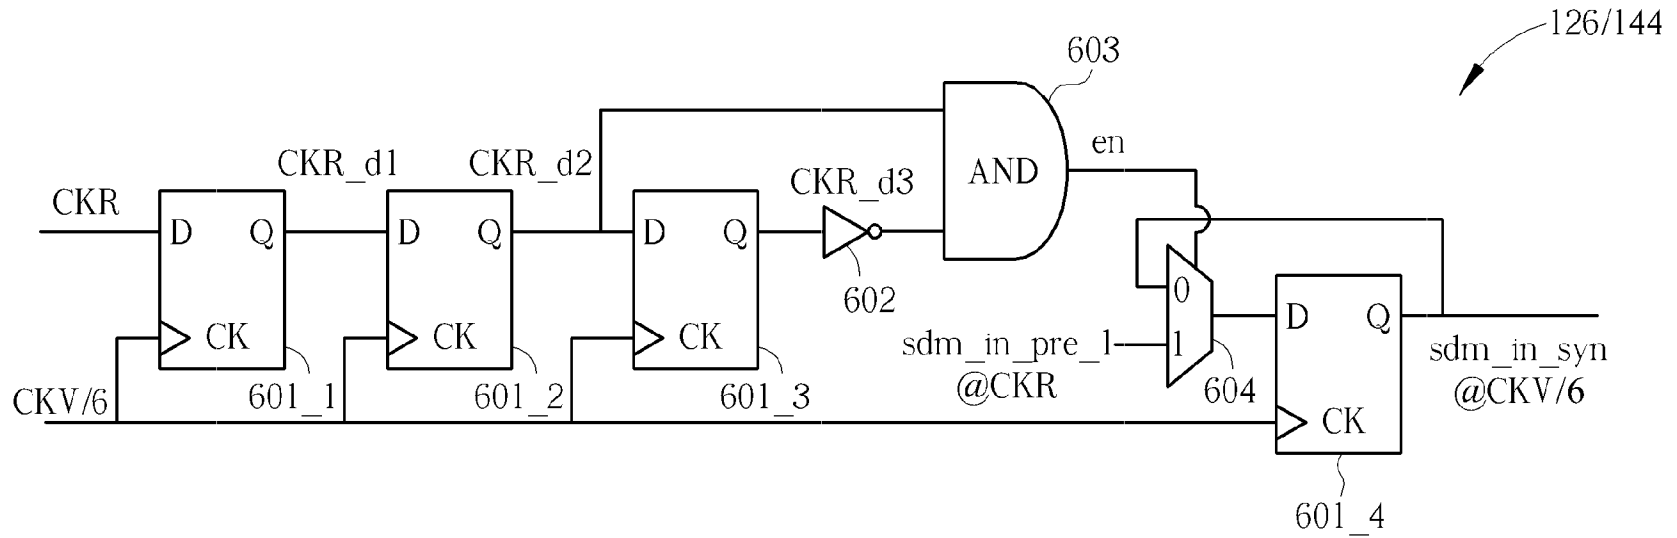 126/144
603
CKR_d1
CKR_d2
en
CKR_d3
AND
CKR
D
Q
D
Q
D
Q
602
0
1
D
Q
CK
CK
CK
sdm_in_pre_1
@CKR
604
sdm_in_syn
@CKV/6
CKV/6
601_1
601_2
601_3
CK
601_4